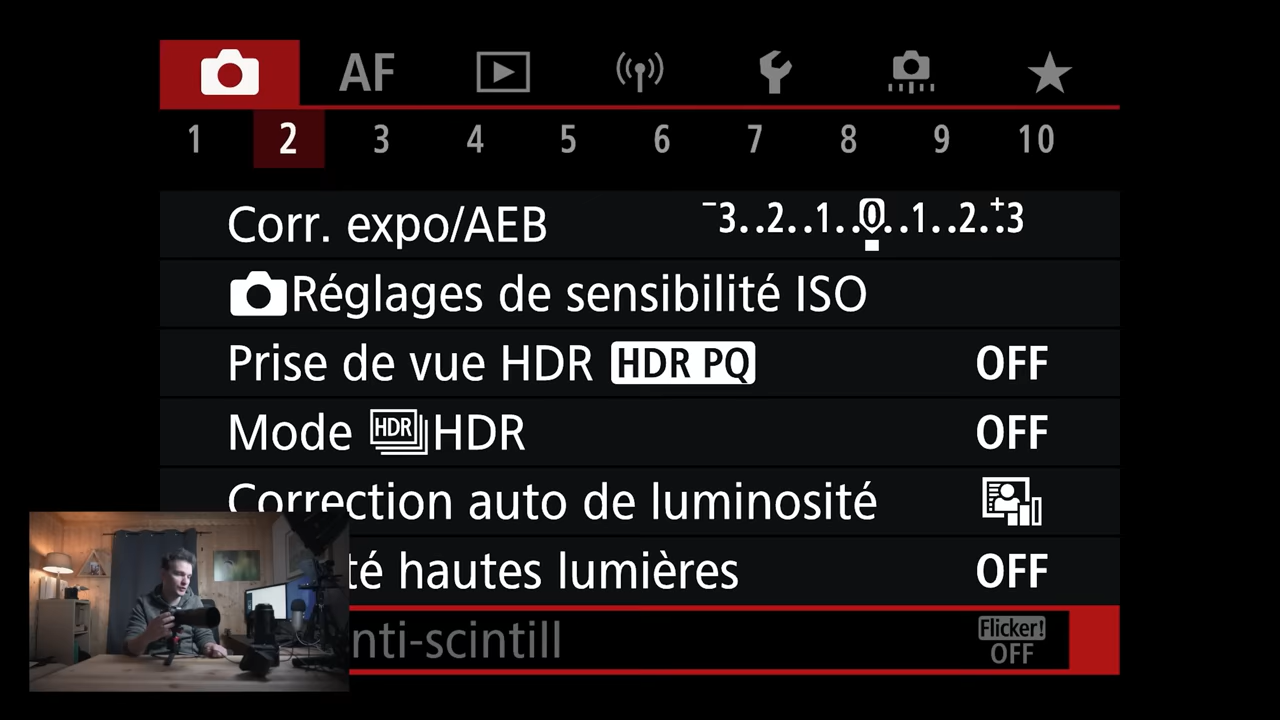 AF
1 2 3 4 5 6 7 8 9 10
Corr. expo/AEB -3..2..1..0..1..2..+3
Réglages de sensibilité ISO
Prise de vue HDR HDR PQ OFF
Mode HDR HDR OFF
Correction auto de luminosité
té hautes lumières OFF
nti-scintill Flicker!
OFF